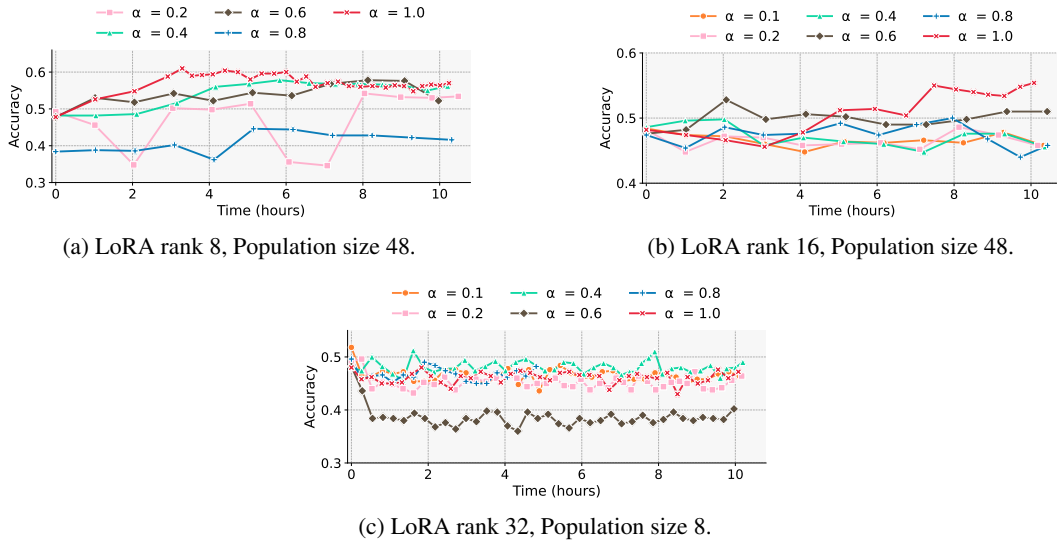 α = 0.2 α = 0.6 α = 1.0
α = 0.4 α = 0.8
0.6
0.5
0.4
0.3
Accuracy
0 2 4 6 8 10
Time (hours)
(a) LoRA rank 8, Population size 48.
α = 0.1 α = 0.4 α = 0.8
α = 0.2 α = 0.6 α = 1.0
0.6
0.5
0.4
Accuracy
0 2 4 6 8 10
Time (hours)
(b) LoRA rank 16, Population size 48.
α = 0.1 α = 0.4 α = 0.8
α = 0.2 α = 0.6 α = 1.0
0.5
0.4
0.3
Accuracy
0 2 4 6 8 10
Time (hours)
(c) LoRA rank 32, Population size 8.